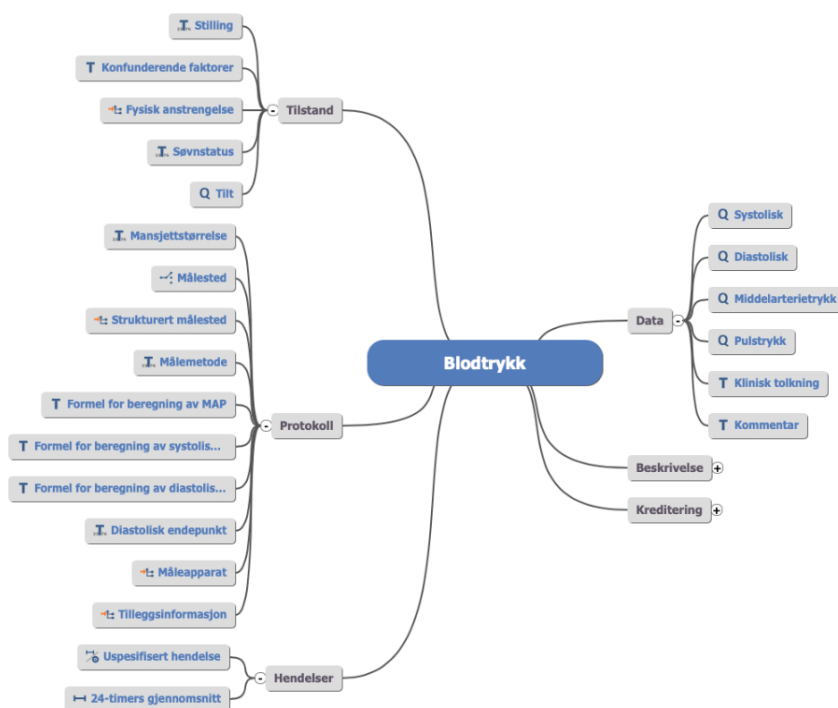 Stilling
Konfunderende faktorer
Fysisk anstrengelse
Søvnstatus
Tilt
Tilstand
Mansjettstørrelse
Målested
Strukturert målested
Målemetode
Formel for beregning av MAP
Formel for beregning av systolis...
Formel for beregning av diastolis...
Diastolisk endepunkt
Måleapparat
Tilleggsinformasjon
Protokoll
Uspesifisert hendelse
24-timers gjennomsnitt
Hendelser
Blodtrykk
Data
Systolisk
Diastolisk
Middelarterietrykk
Pulstrykk
Klinisk tolkning
Kommentar
Beskrivelse
Kreditering